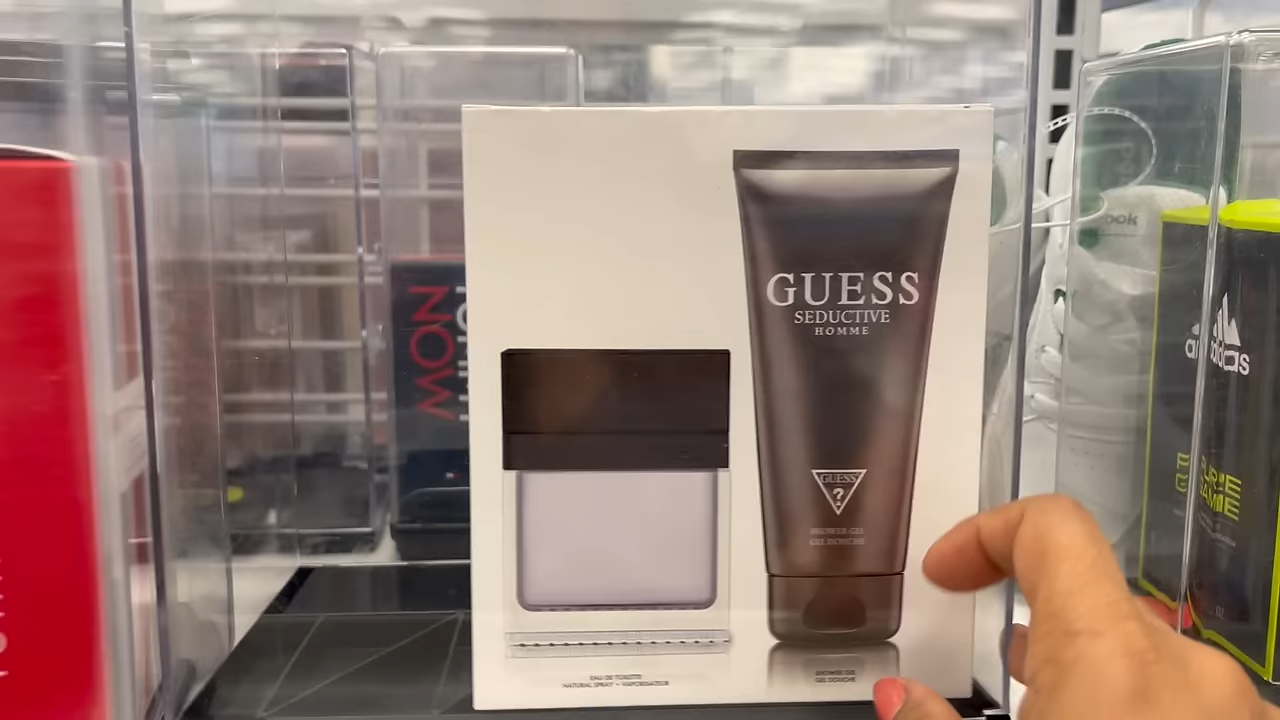 NOW
GUESS
SEDUCTIVE
HOMME
GUESS
?
SHOWER GEL
GEL DOUCHE
EAU DE TOILETTE
NATURAL SPRAY • VAPORISATEUR
SHOWER GEL
GEL DOUCHE
adidas